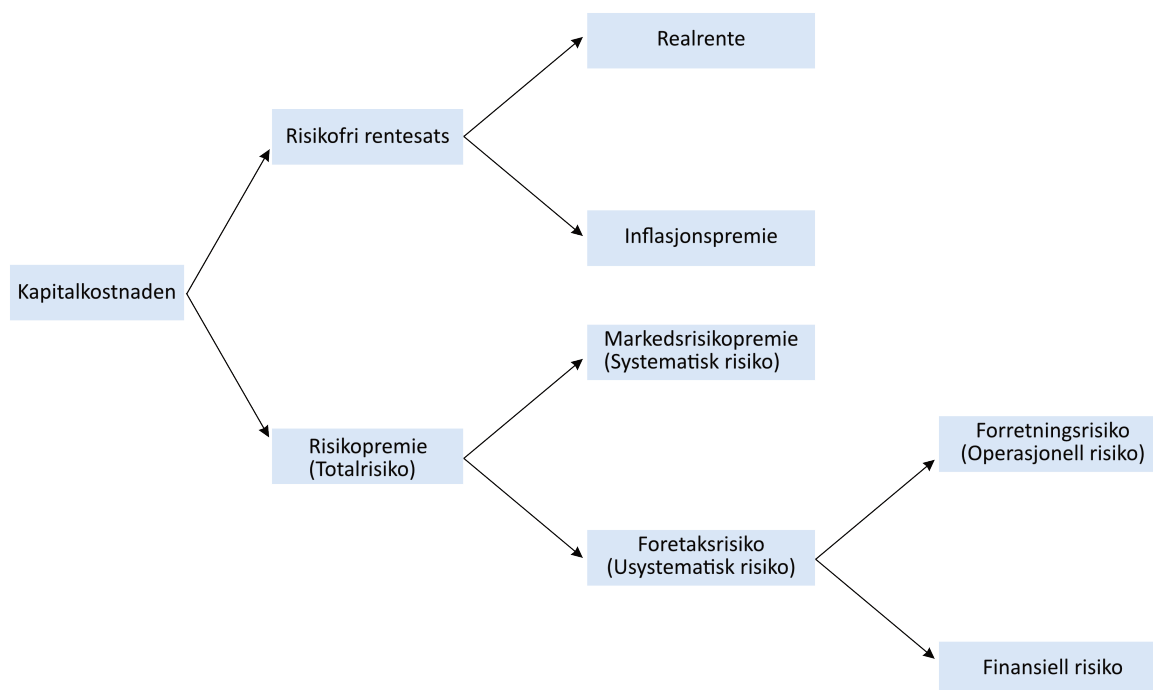 Realrente
Risikofri rentesats
Inflasjonspremie
Kapitalkostnaden
Markedsrisikopremie
(Systematisk risiko)
Risikopremie
(Totalrisiko)
Forretningsrisiko
(Operasjonell risiko)
Foretaksrisiko
(Usystematisk risiko)
Finansiell risiko